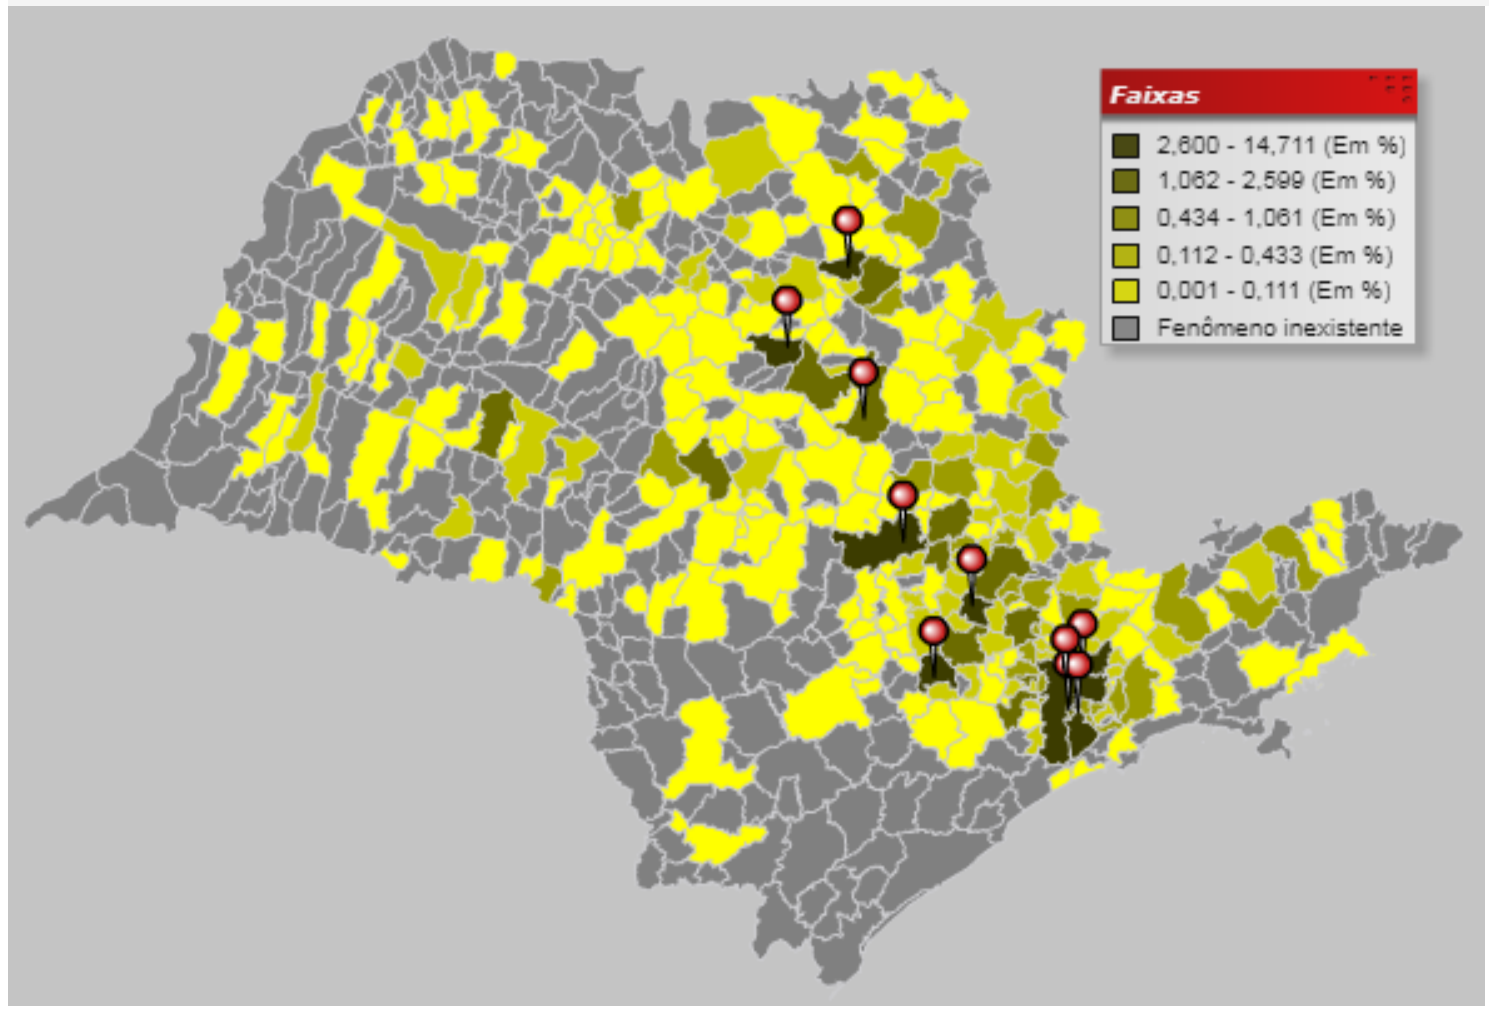 Faixas
2,600 - 14,711 (Em %)
1,062 - 2,599 (Em %)
0,434 - 1,061 (Em %)
0,112 - 0,433 (Em %)
0,001 - 0,111 (Em %)
Fenômeno inexistente